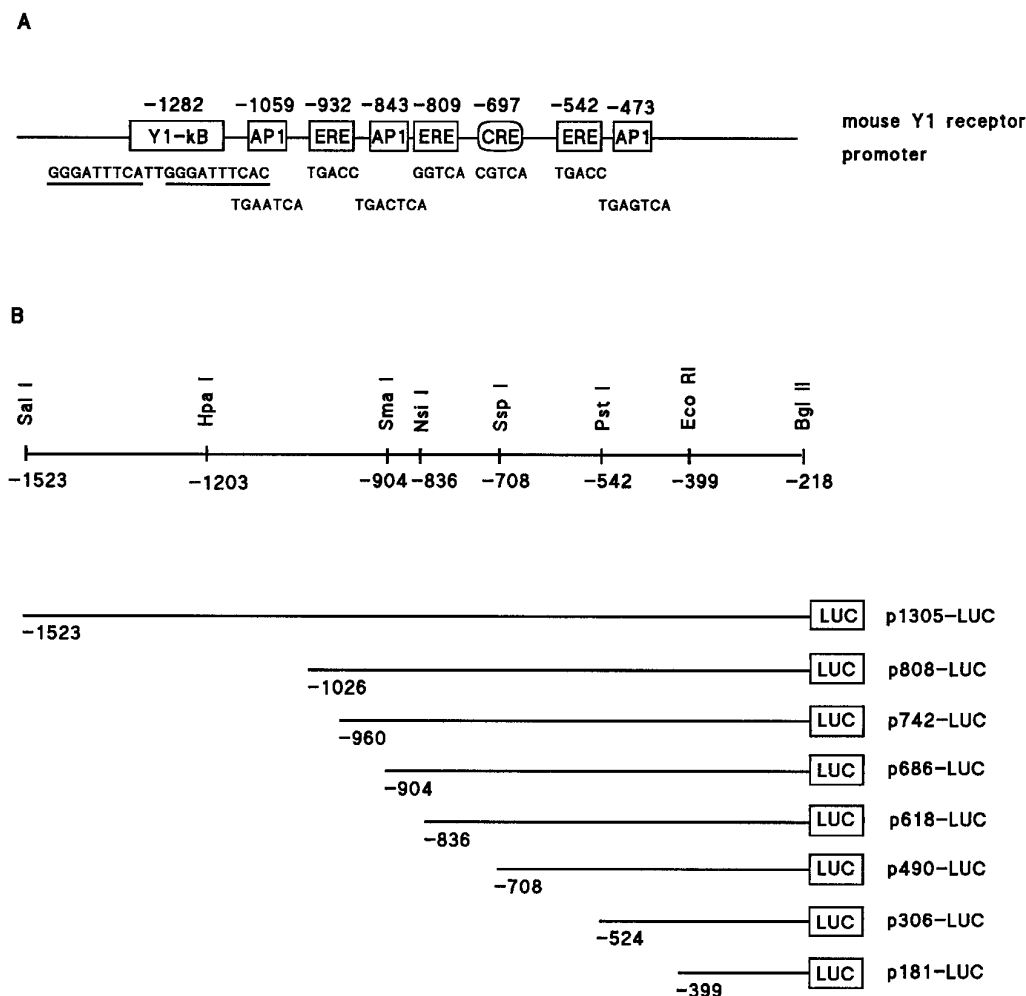 A
-1282 -1059 -932 -843 -809 -697 -542 -473
Y1-kB AP1 ERE AP1 ERE CRE ERE AP1
mouse Y1 receptor
promoter
GGGATTTCATTGGGATTTCAC TGACC GGTCA CGTCA TGACC
TGAATCA TGACTCA TGAGTCA
B
Sal I Hpa I Sma I Nsi I Ssp I Pst I Eco RI Bgl II
-1523 -1203 -904 -836 -708 -542 -399 -218
LUC p1305-LUC
-1523
LUC p808-LUC
-1026
LUC p742-LUC
-960
LUC p686-LUC
-904
LUC p618-LUC
-836
LUC p490-LUC
-708
LUC p306-LUC
-524
LUC p181-LUC
-399